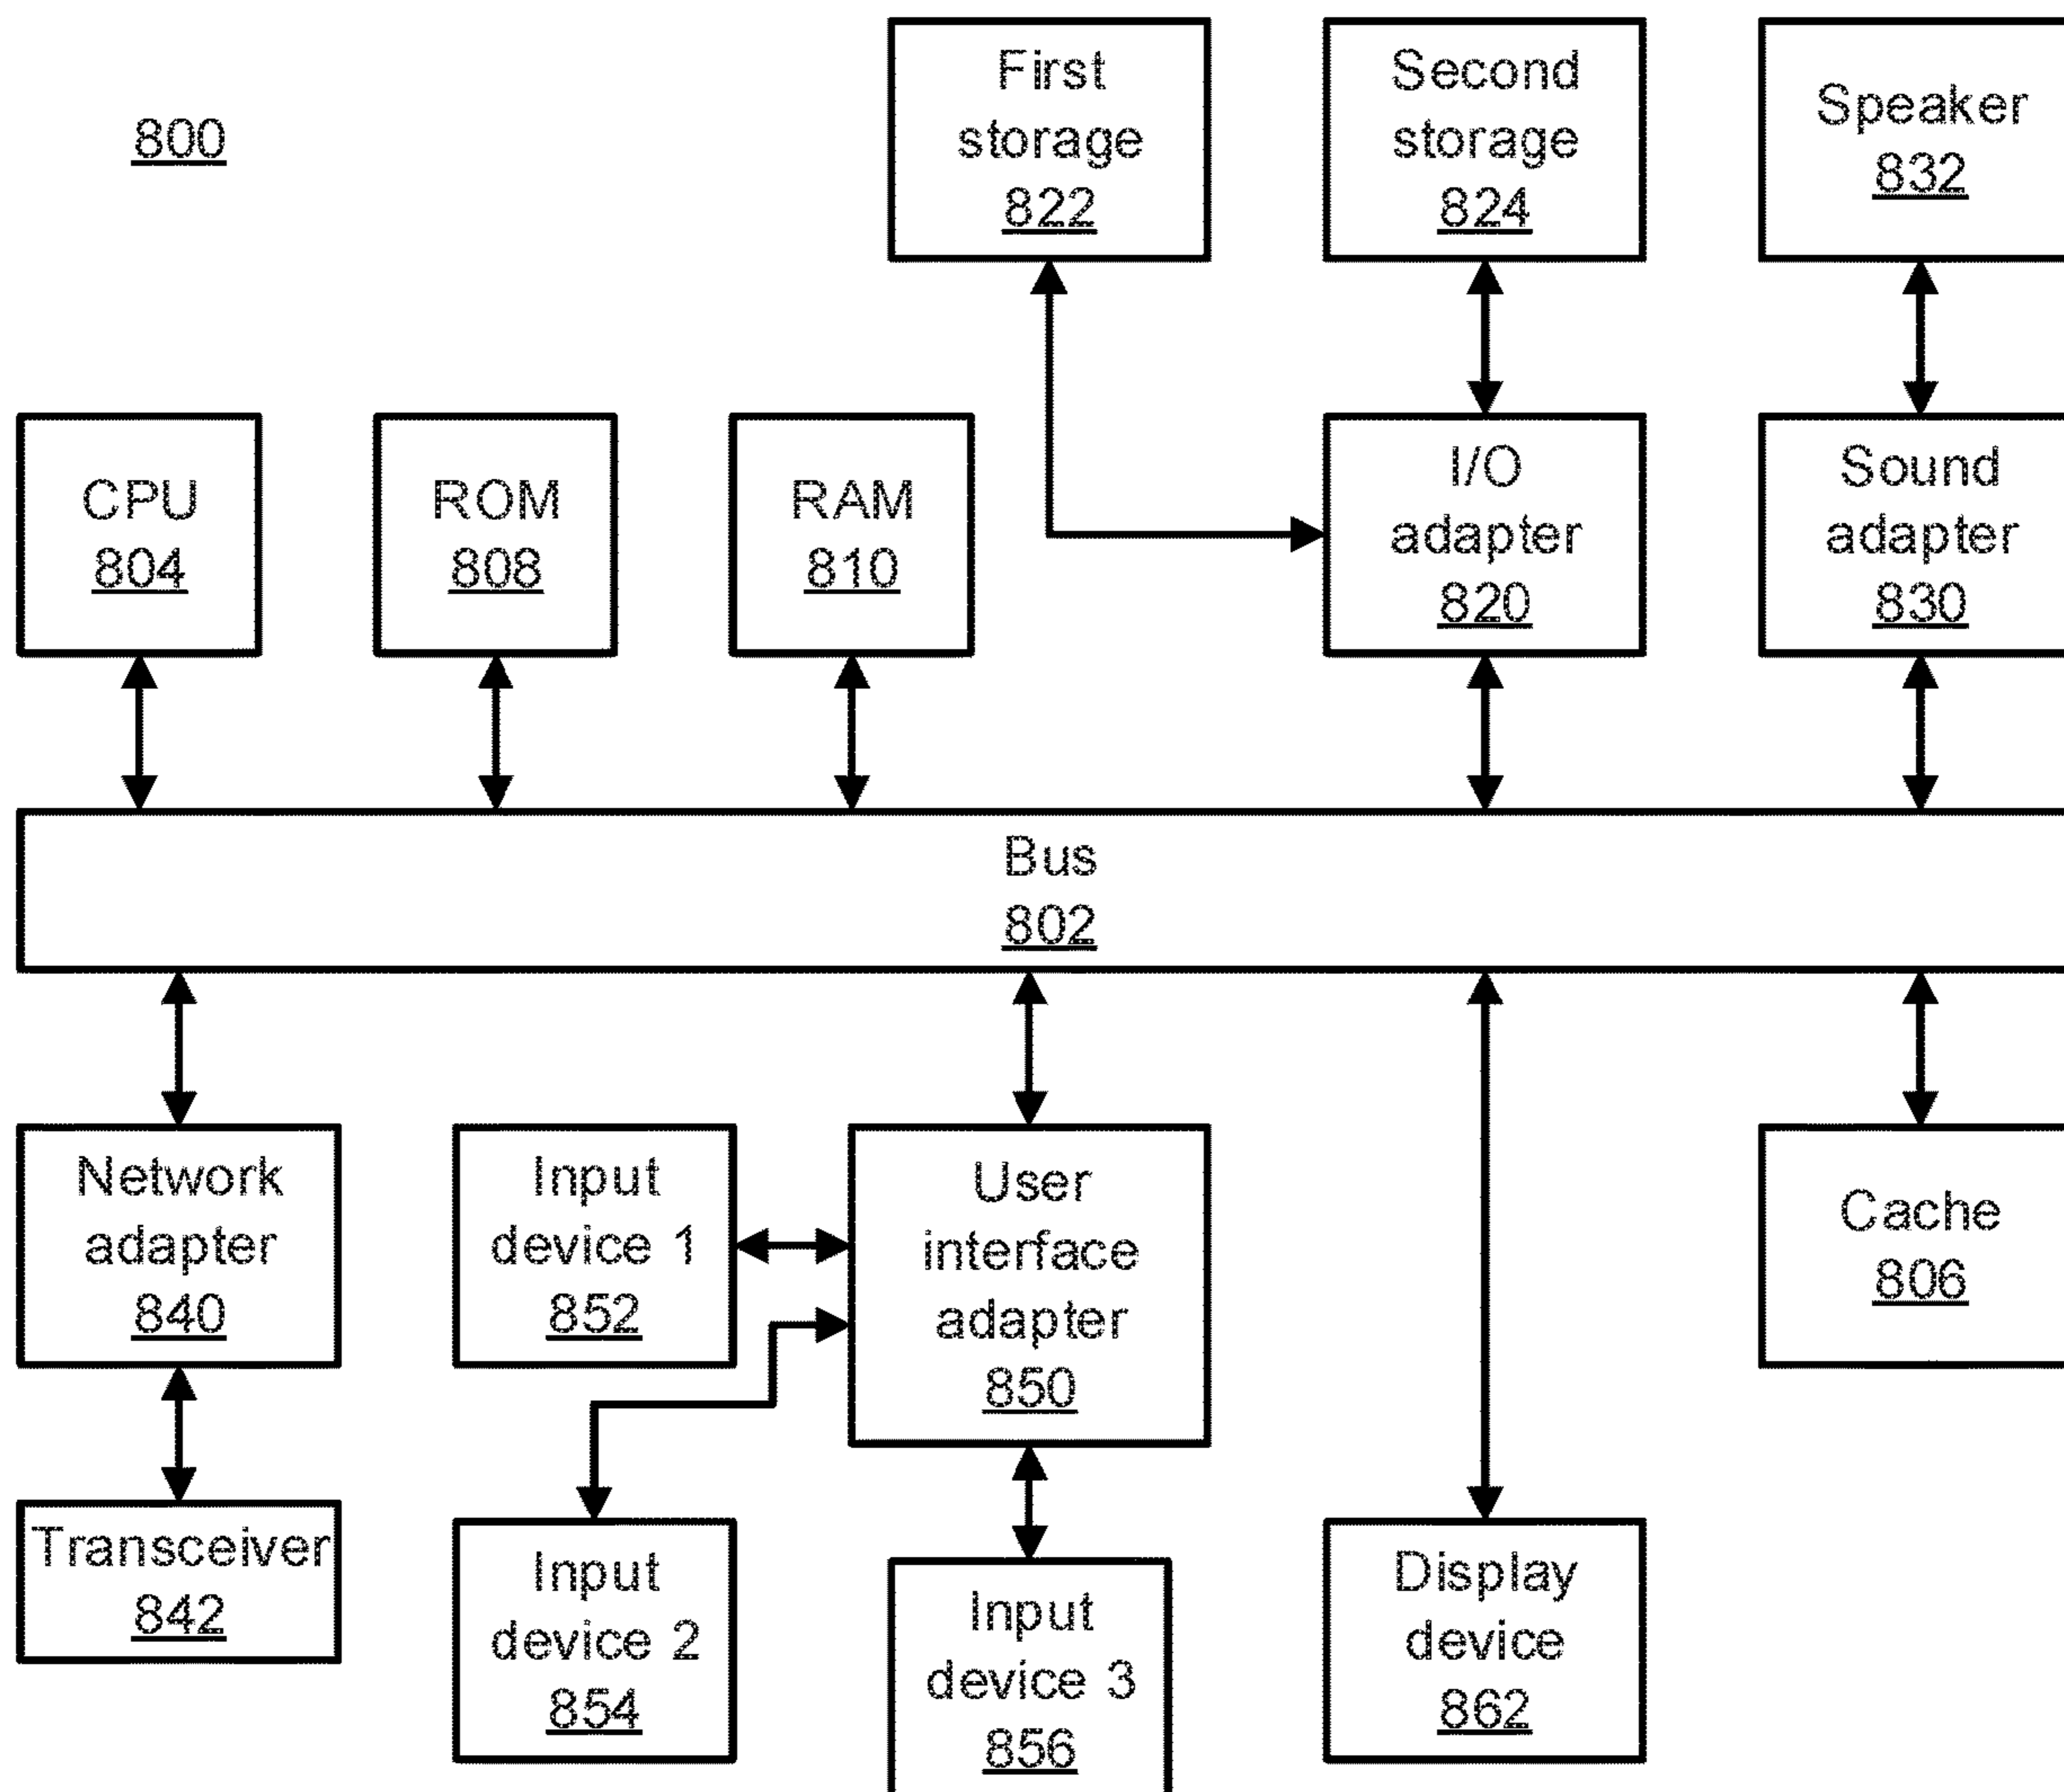 800
First
storage
822
Second
storage
824
Speaker
832
CPU
804
ROM
808
RAM
810
I/O
adapter
820
Sound
adapter
830
Bus
802
Network
adapter
840
Input
device 1
852
User
interface
adapter
850
Cache
806
Transceiver
842
Input
device 2
854
Input
device 3
856
Display
device
862